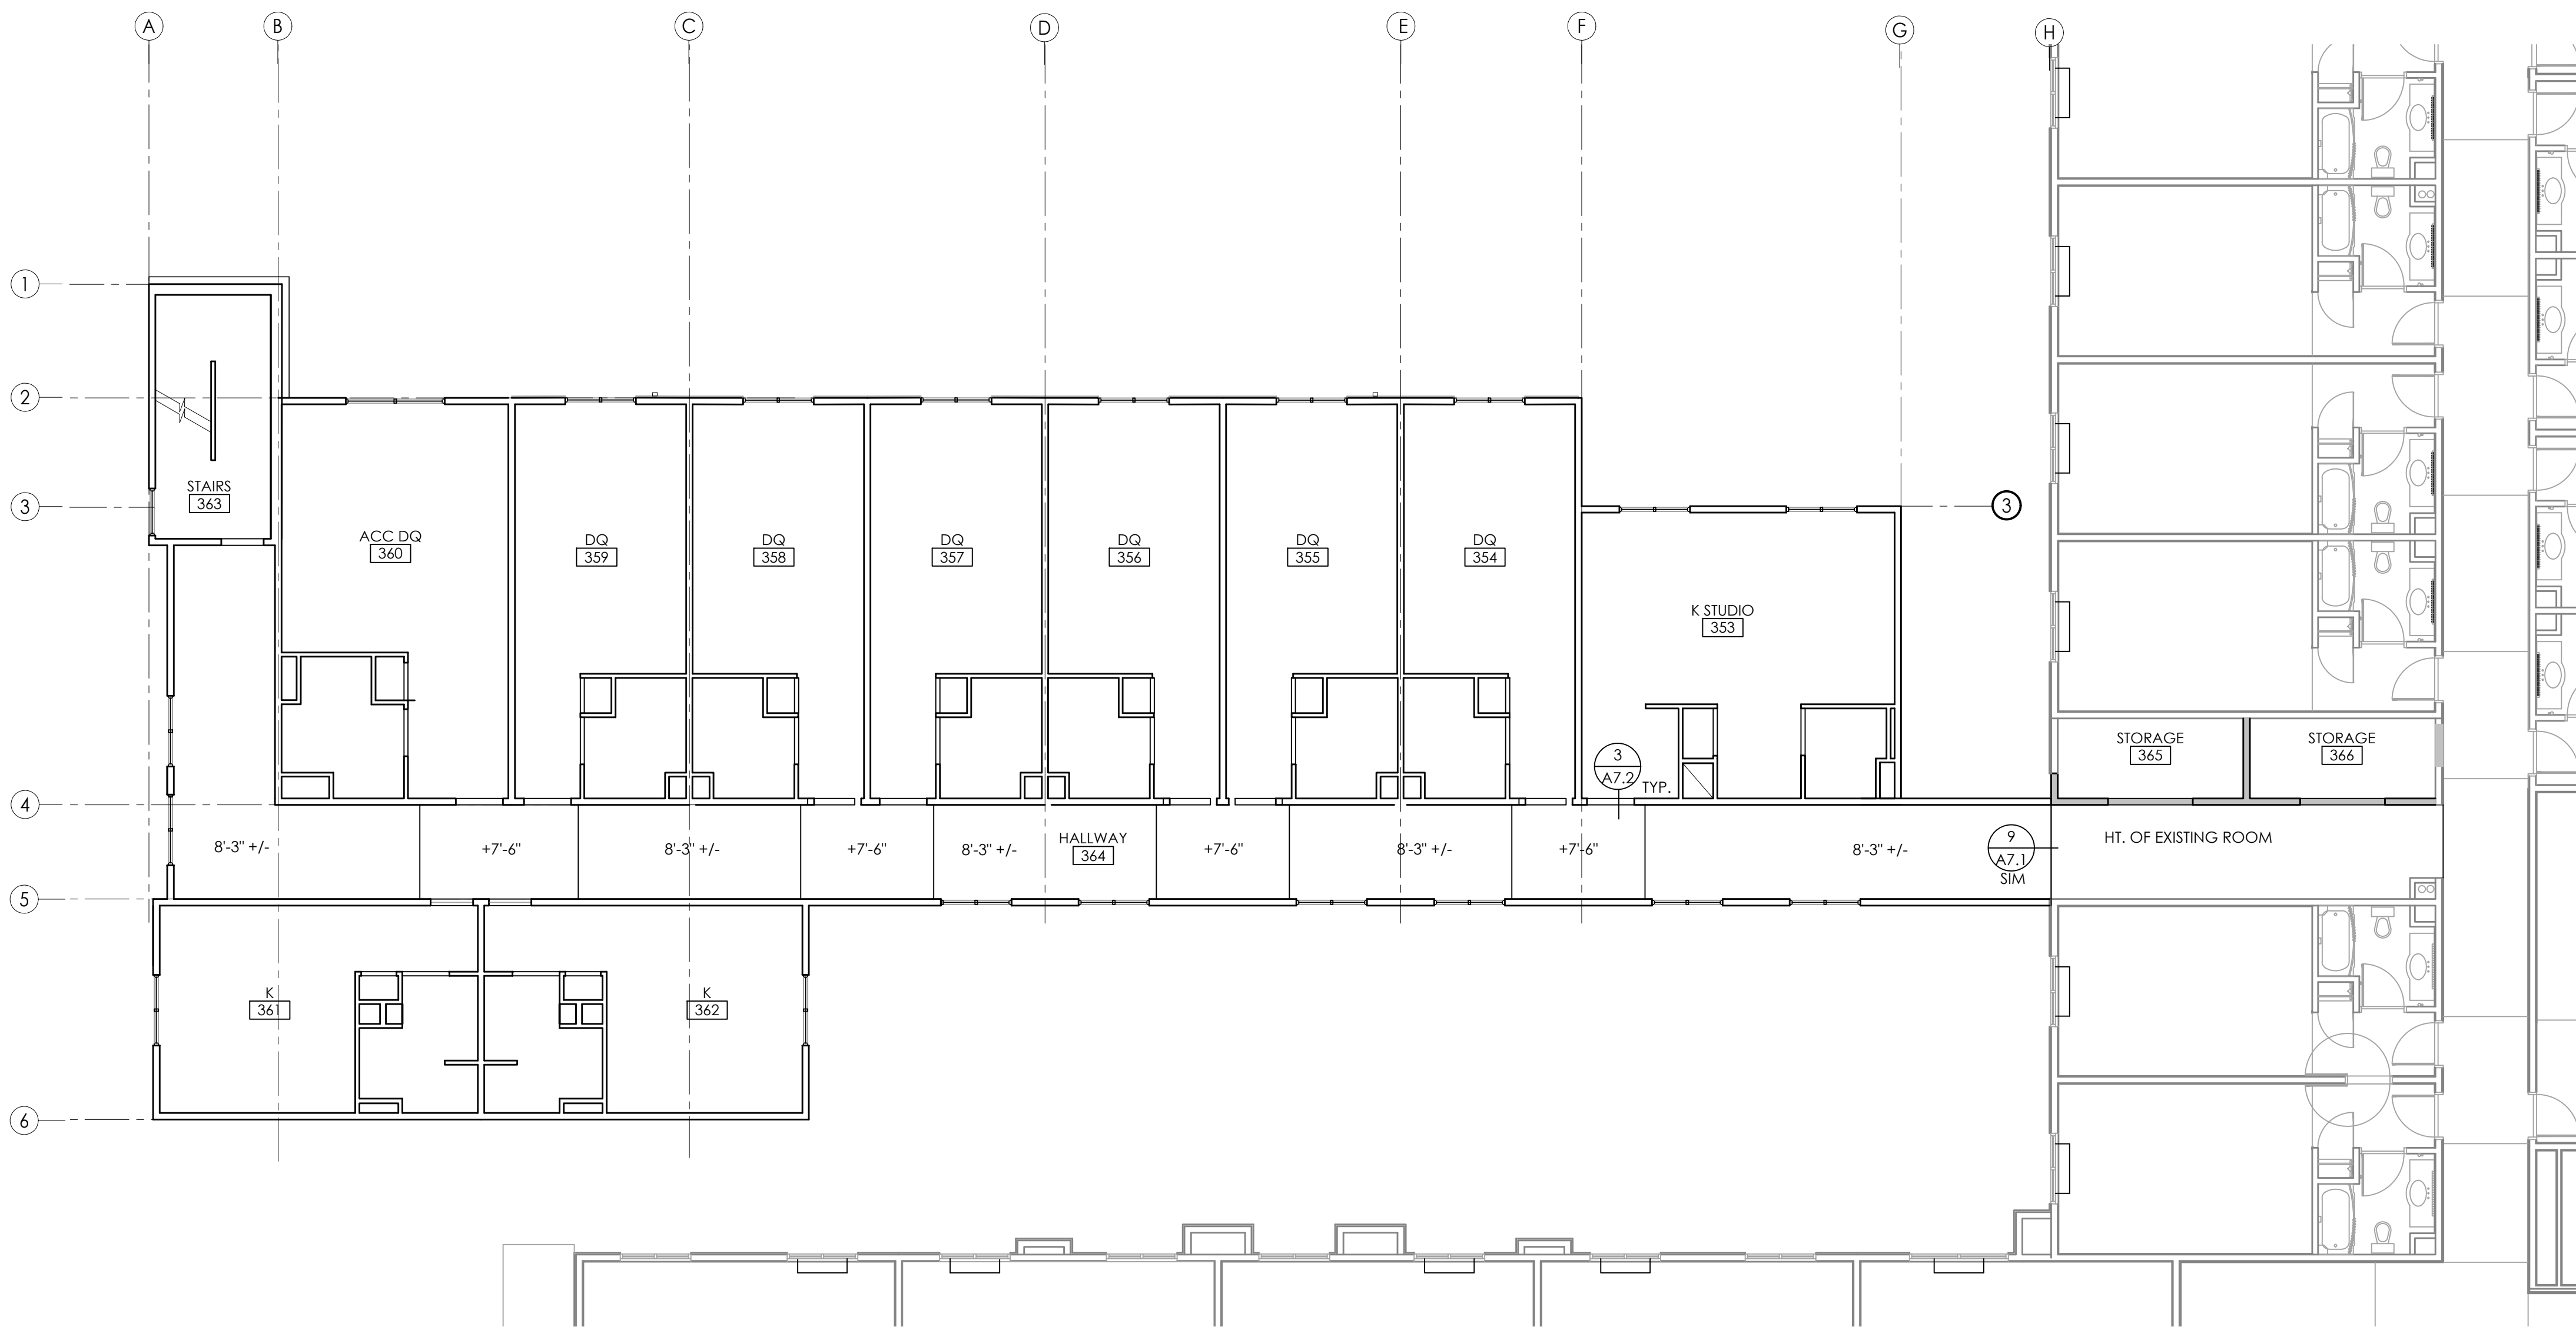 A
B
C
D
E
F
G
H
1
2
STAIRS
363
3
3
ACC DQ
360
DQ
359
DQ
358
DQ
357
DQ
356
DQ
355
DQ
354
K STUDIO
353
STORAGE
365
STORAGE
366
3
A7.2
TYP.
4
8'-3" +/-
+7'-6"
8'-3" +/-
+7'-6"
8'-3" +/-
HALLWAY
364
+7'-6"
8'-3" +/-
+7'-6"
8'-3" +/-
9
A7.1
SIM
HT. OF EXISTING ROOM
5
K
361
K
362
6